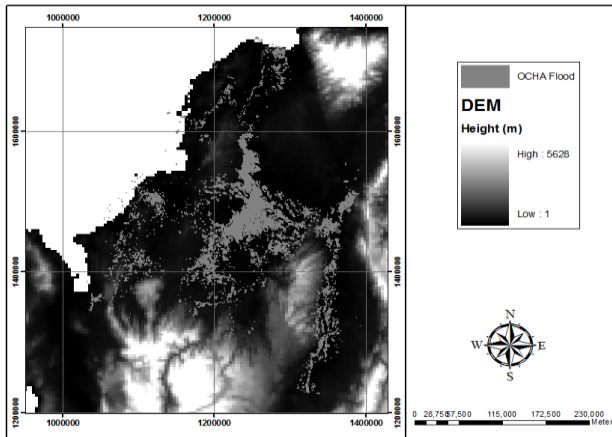 1000000 1200000 1400000
1600000 1600000
1400000 1400000
1200000 1200000
1000000 1200000 1400000
OCHA Flood
DEM
Height (m)
High : 5628
Low : 1
N
W E
S
0 28,750 57,500 115,000 172,500 230,000
Meters